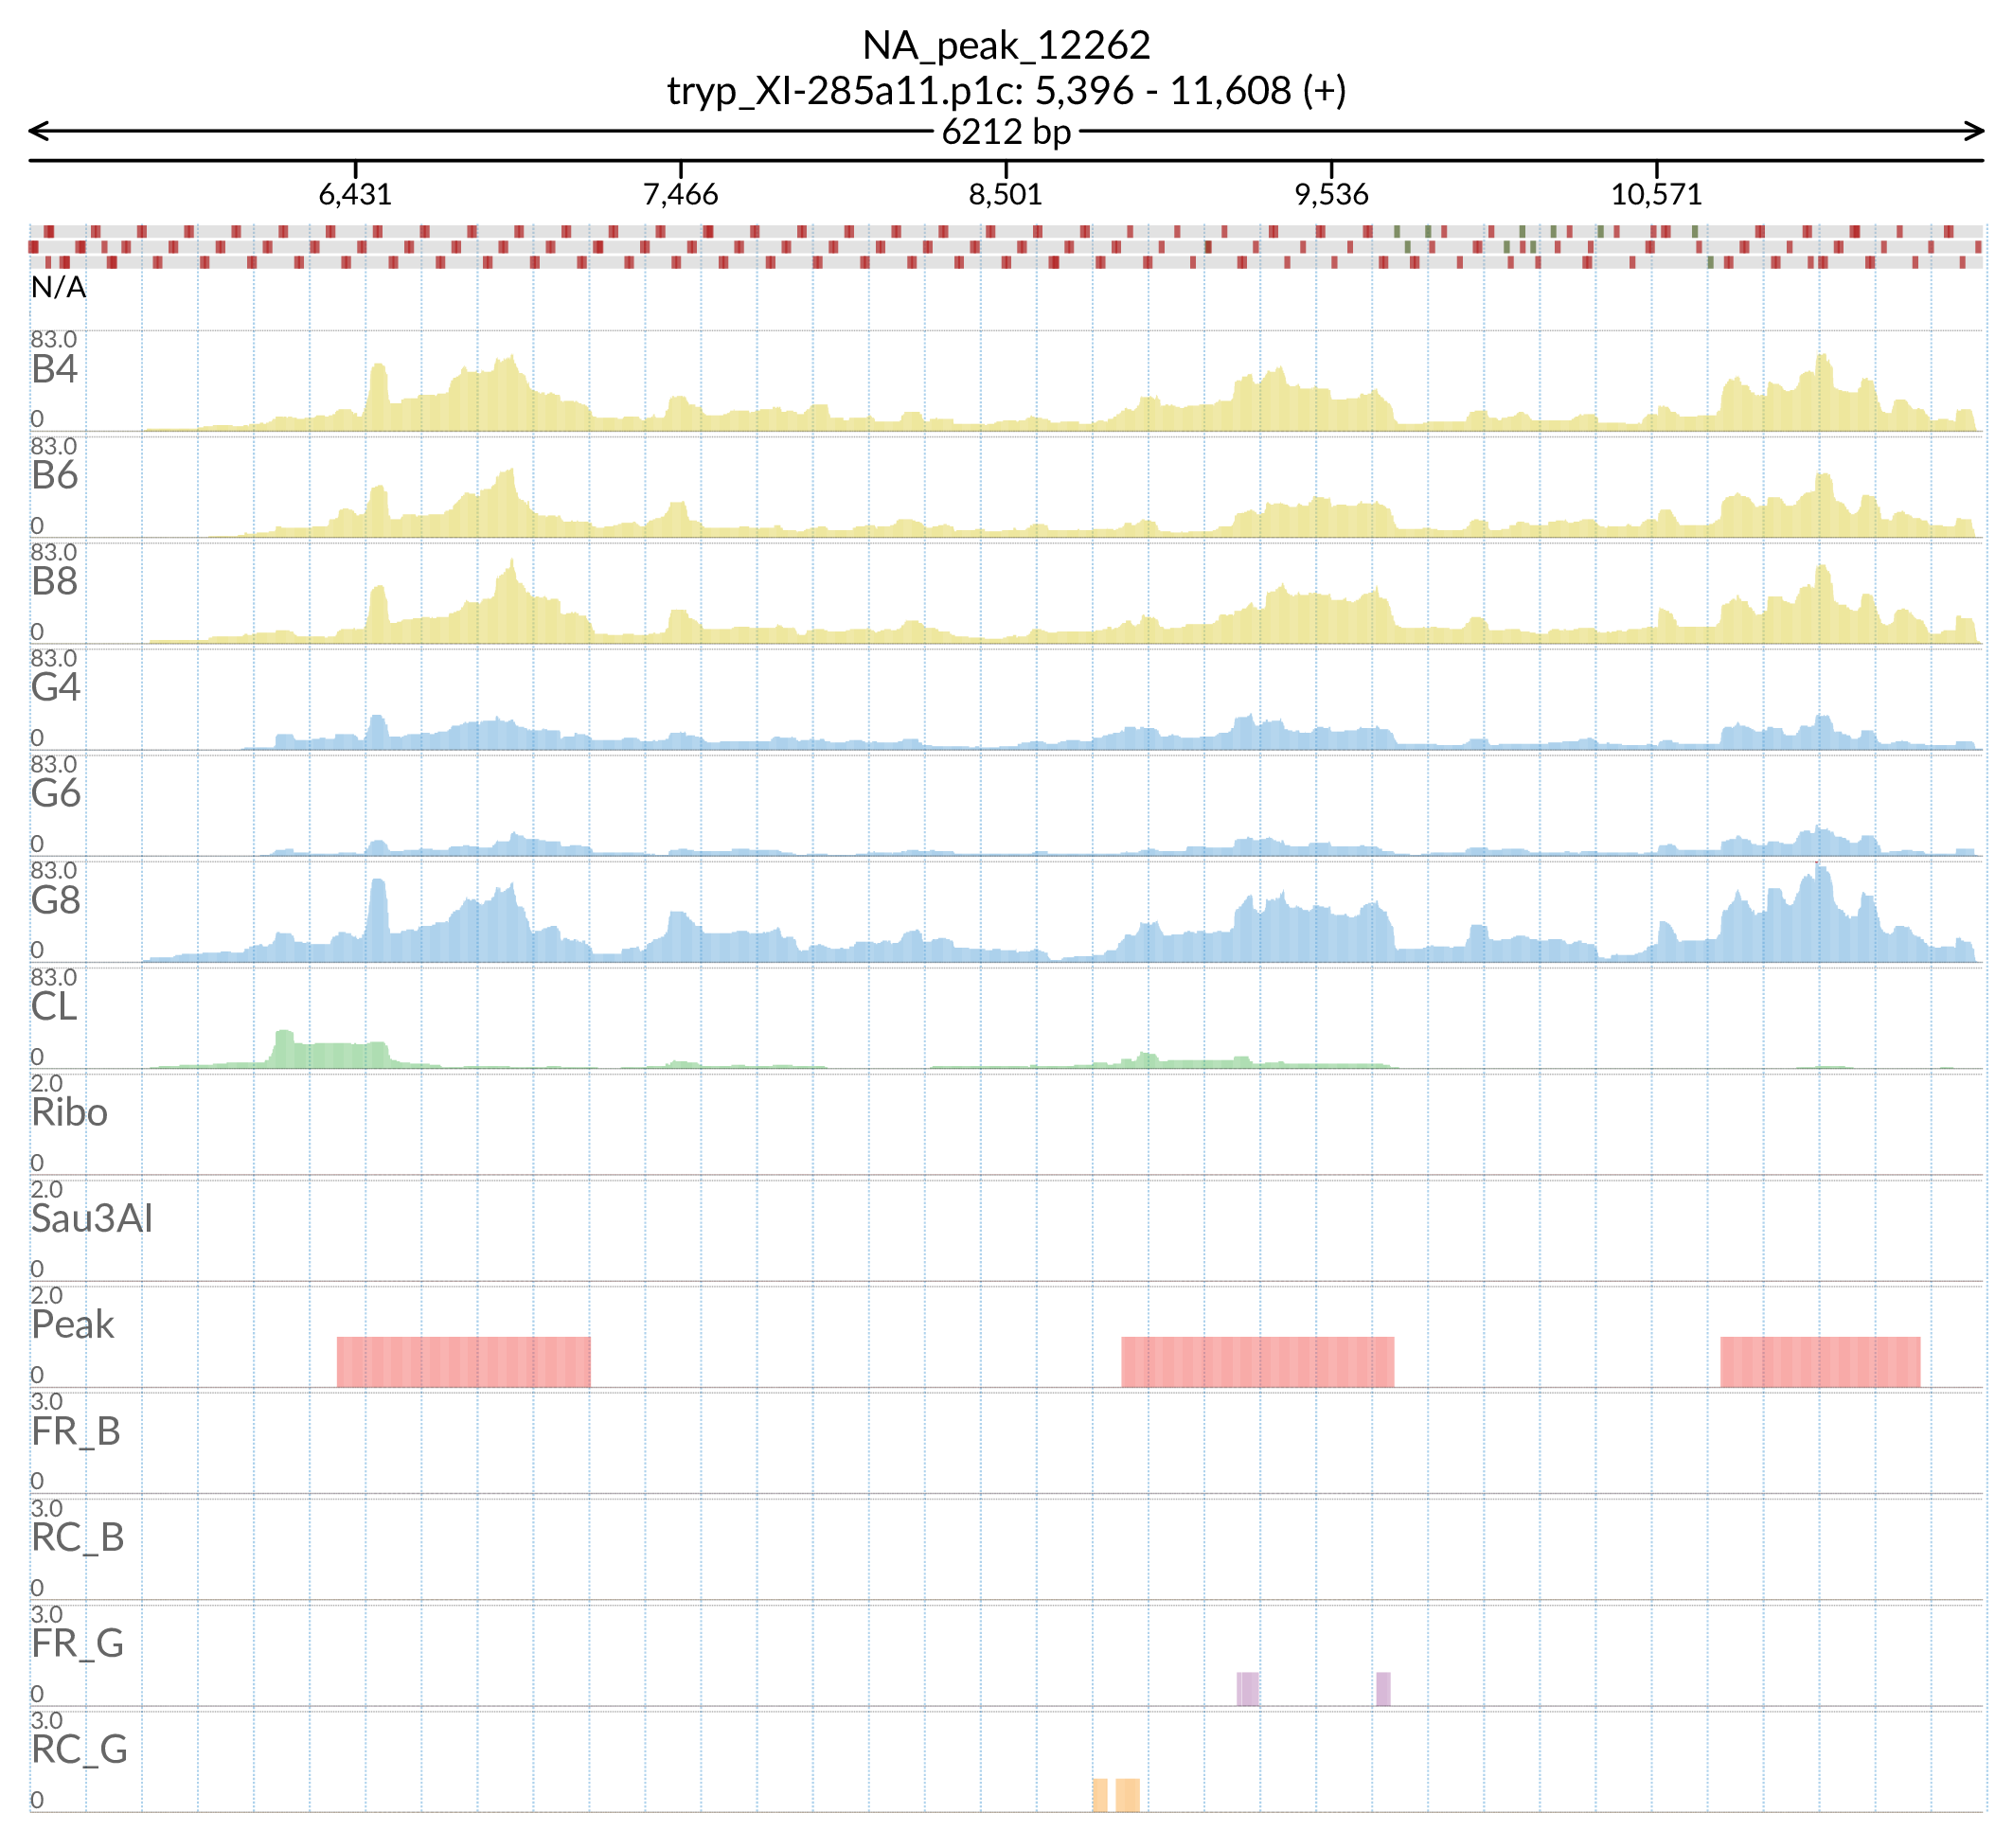 NA_peak_12262
tryp_XI-285a11.p1c: 5,396 - 11,608 (+)
6212 bp
6,431 7,466 8,501 9,536 10,571
N/A
83.0
B4
0
83.0
B6
0
83.0
B8
0
83.0
G4
0
83.0
G6
0
83.0
G8
0
83.0
CL
0
2.0
Ribo
0
2.0
Sau3AI
0
2.0
Peak
0
3.0
FR_B
0
3.0
RC_B
0
3.0
FR_G
0
3.0
RC_G
0